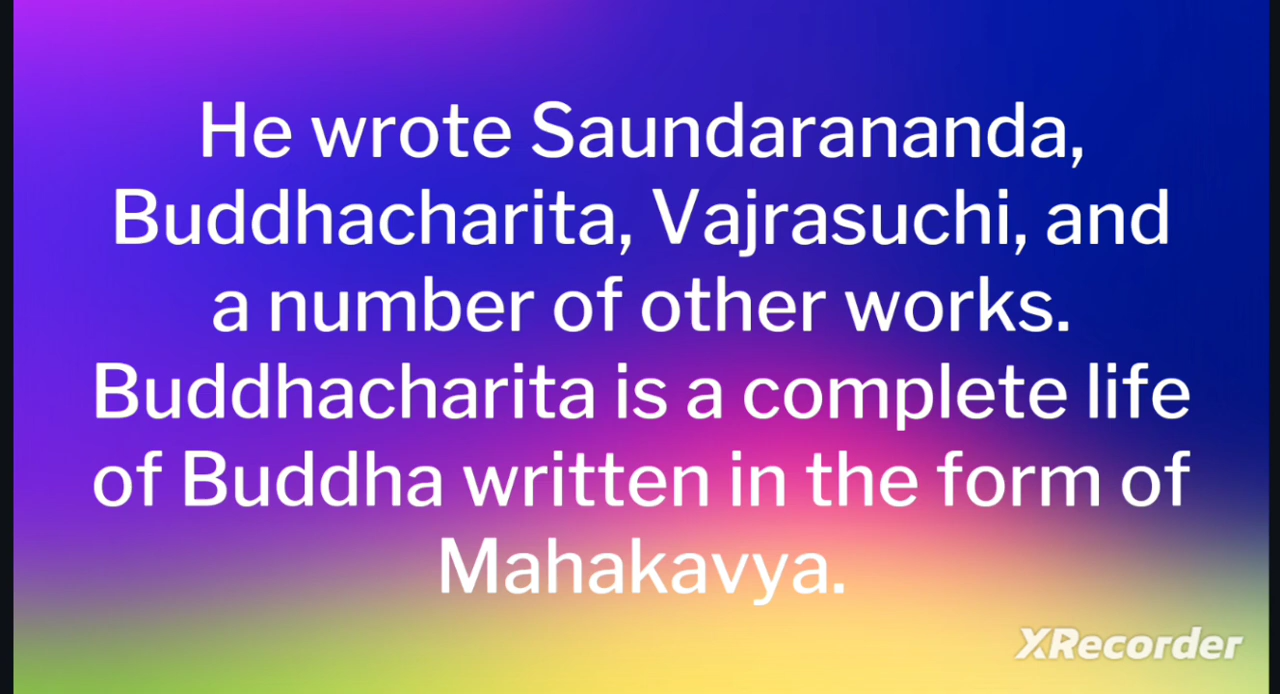 He wrote Saundarananda,
Buddhacharita, Vajrasuchi, and
a number of other works.
Buddhacharita is a complete life
of Buddha written in the form of
Mahakavya.
XRecorder